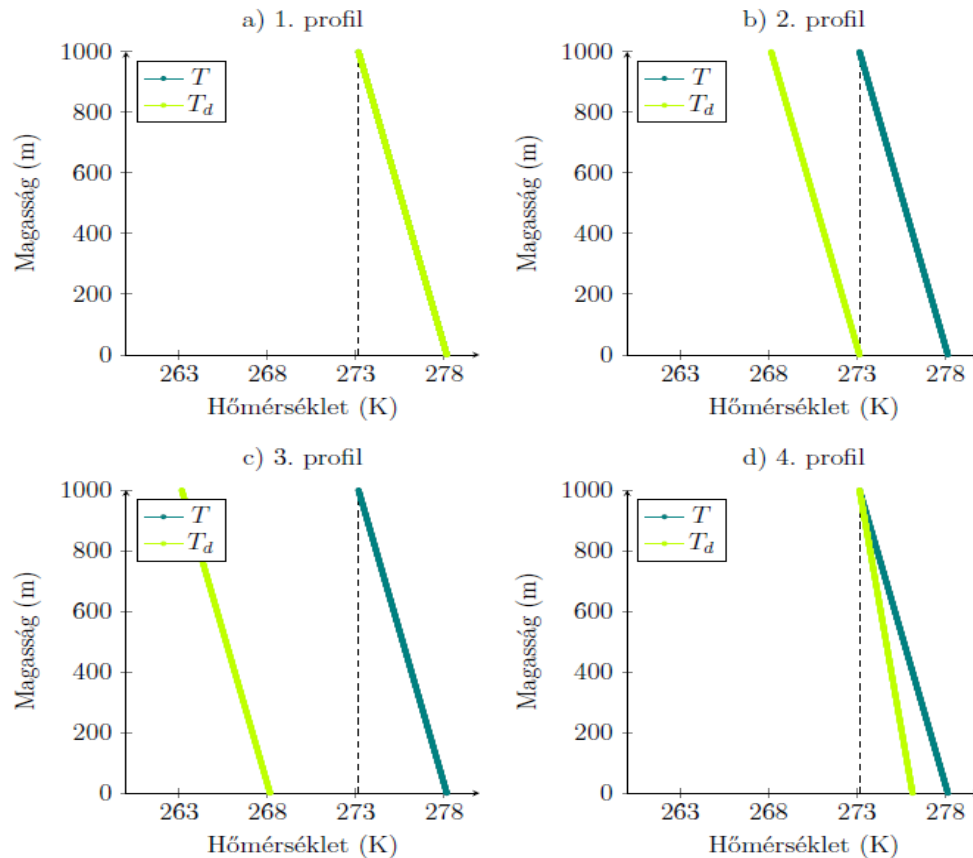 a) 1. profil
1000
800
600
400
200
0
Magasság (m)
T
T_d
263 268 273 278
Hőmérséklet (K)
b) 2. profil
1000
800
600
400
200
0
Magasság (m)
T
T_d
263 268 273 278
Hőmérséklet (K)
c) 3. profil
1000
800
600
400
200
0
Magasság (m)
T
T_d
263 268 273 278
Hőmérséklet (K)
d) 4. profil
1000
800
600
400
200
0
Magasság (m)
T
T_d
263 268 273 278
Hőmérséklet (K)